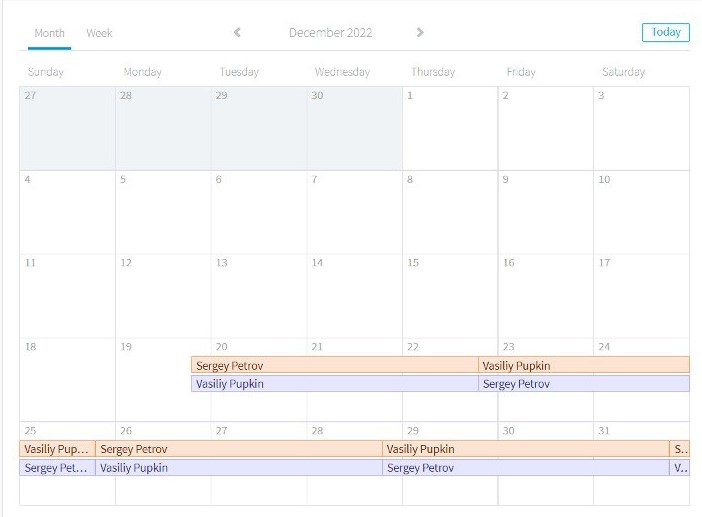 Month Week December 2022 Today
Sunday Monday Tuesday Wednesday Thursday Friday Saturday
27 28 29 30 1 2 3
4 5 6 7 8 9 10
11 12 13 14 15 16 17
18 19 20 21 22 23 24
Sergey Petrov Vasiliy Pupkin
Vasiliy Pupkin Sergey Petrov
25 26 27 28 29 30 31
Vasiliy Pup... Sergey Petrov Vasiliy Pupkin S..
Sergey Pet... Vasiliy Pupkin Sergey Petrov V..